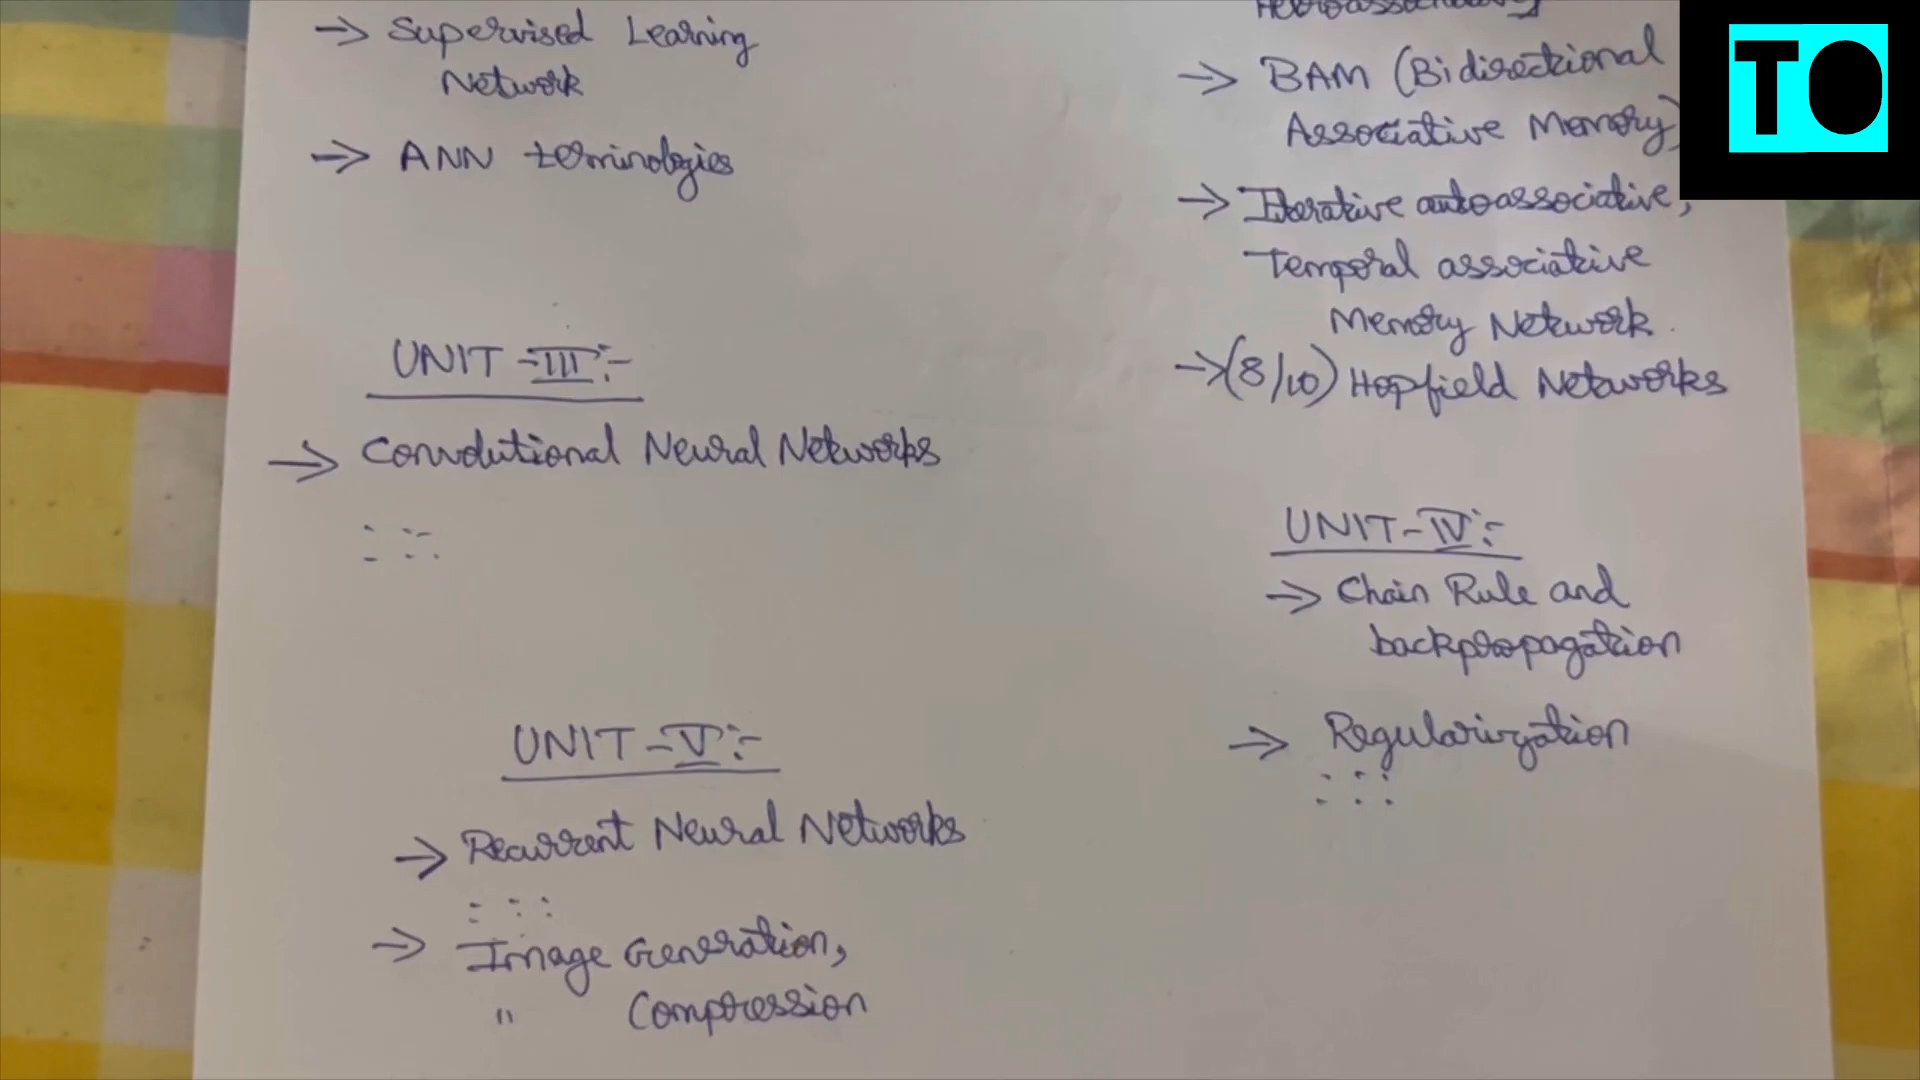 → Supervised Learning
Network
→ ANN terminologies
UNIT-III:-
→ Convolutional Neural Networks
UNIT-V:-
→ Recurrent Neural Networks
→ Image Generation,
" Compression
→ BAM (Bidirectional
Associative Memory)
→ Iterative autoassociative,
Temporal associative
Memory Network.
→ (8/10) Hopfield Networks
UNIT-IV:-
→ Chain Rule and
backpropagation
→ Regularization
TO